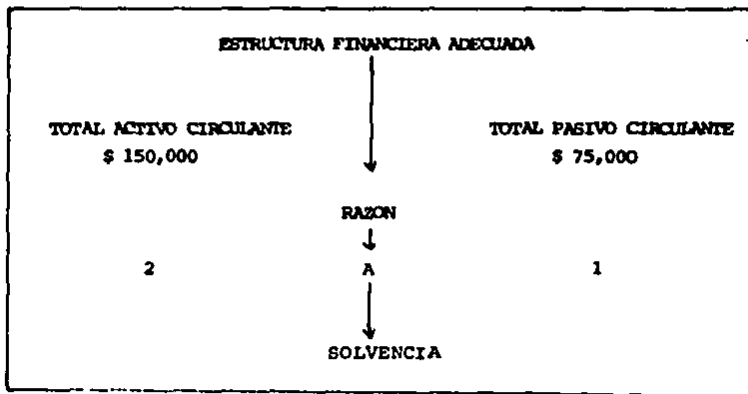 ESTRUCTURA FINANCIERA ADECUADA
TOTAL ACTIVO CIRCULANTE TOTAL PASIVO CIRCULANTE
$ 150,000 $ 75,000
RAZON
2 A 1
SOLVENCIA